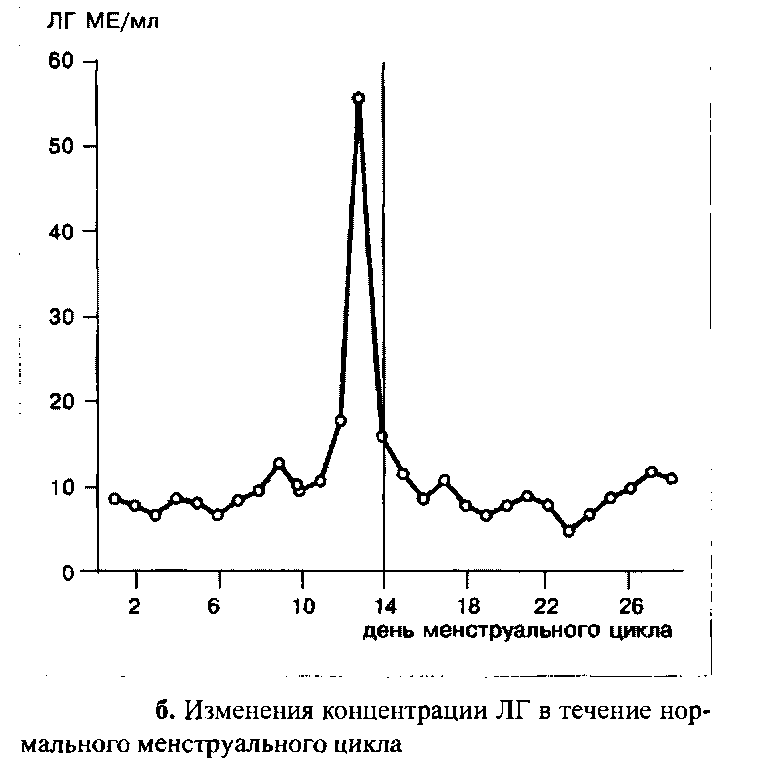 ЛГ МЕ/мл
60
50
40
30
20
10
0
2 6 10 14 18 22 26
день менструального цикла
б. Изменения концентрации ЛГ в течение нор-
мального менструального цикла